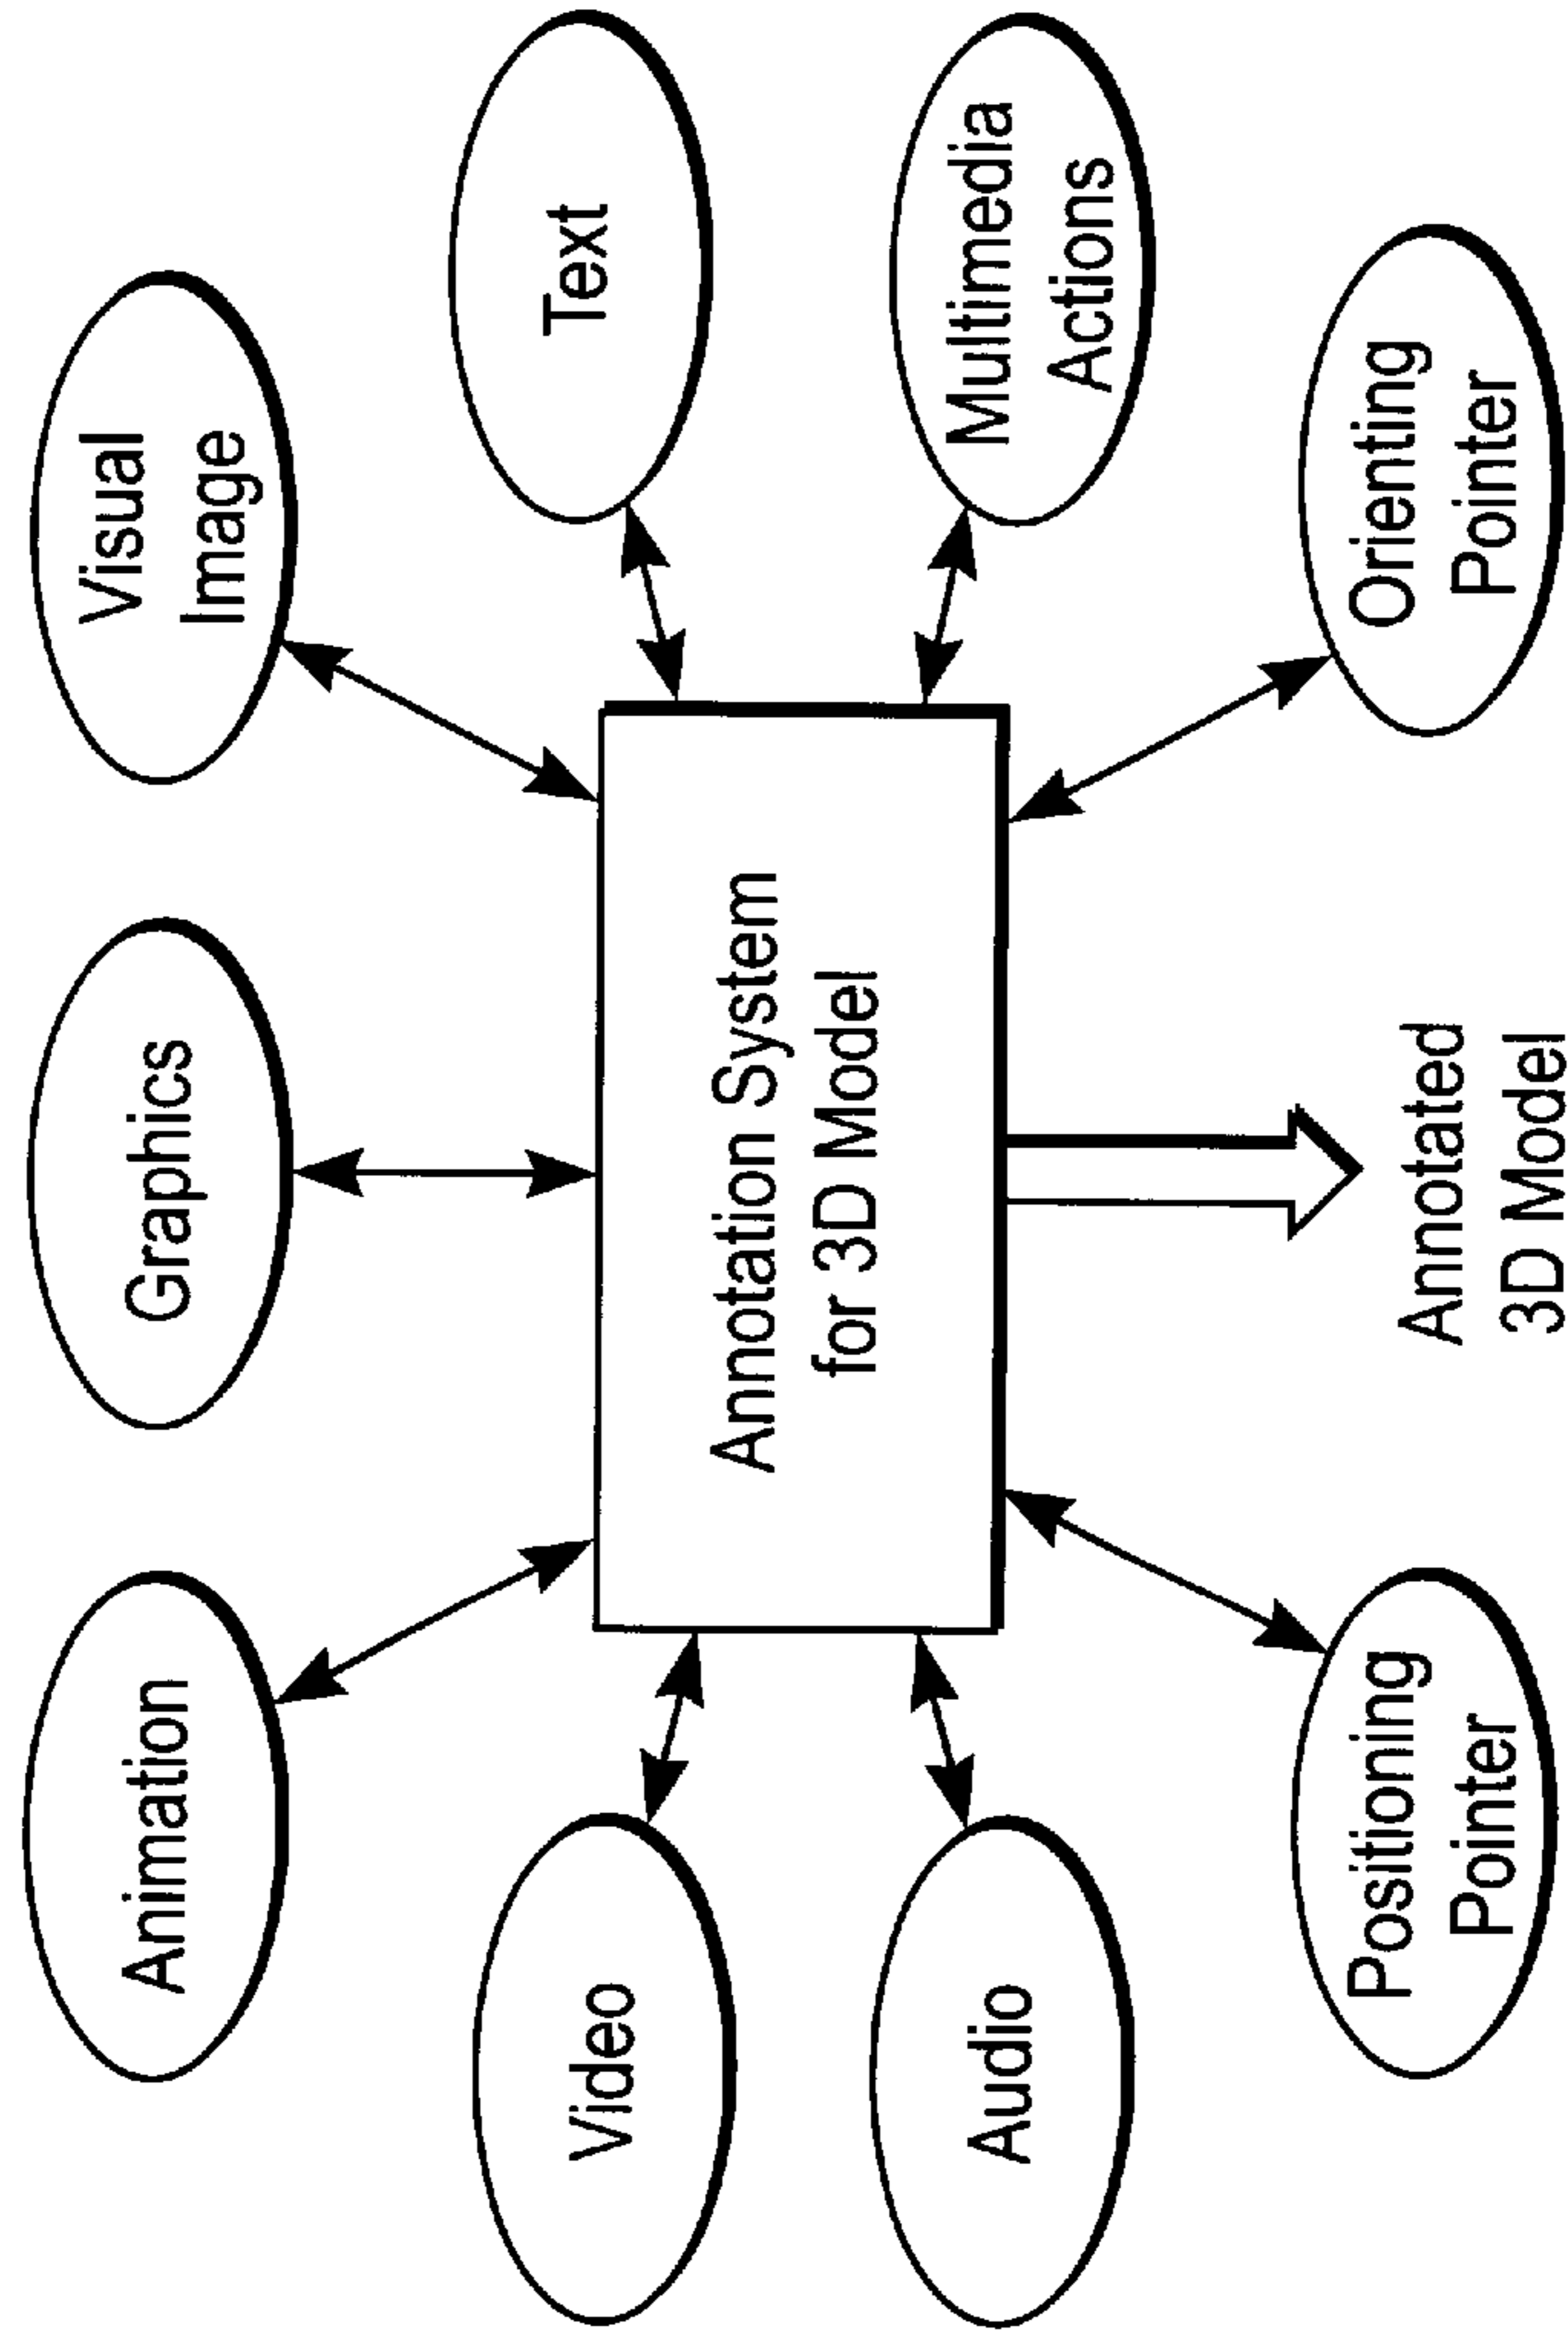 Animation
Graphics
Visual
Image
Video
Text
Annotation System
for 3D Model
Audio
Multimedia
Actions
Positioning
Pointer
Annotated
3D Model
Orienting
Pointer